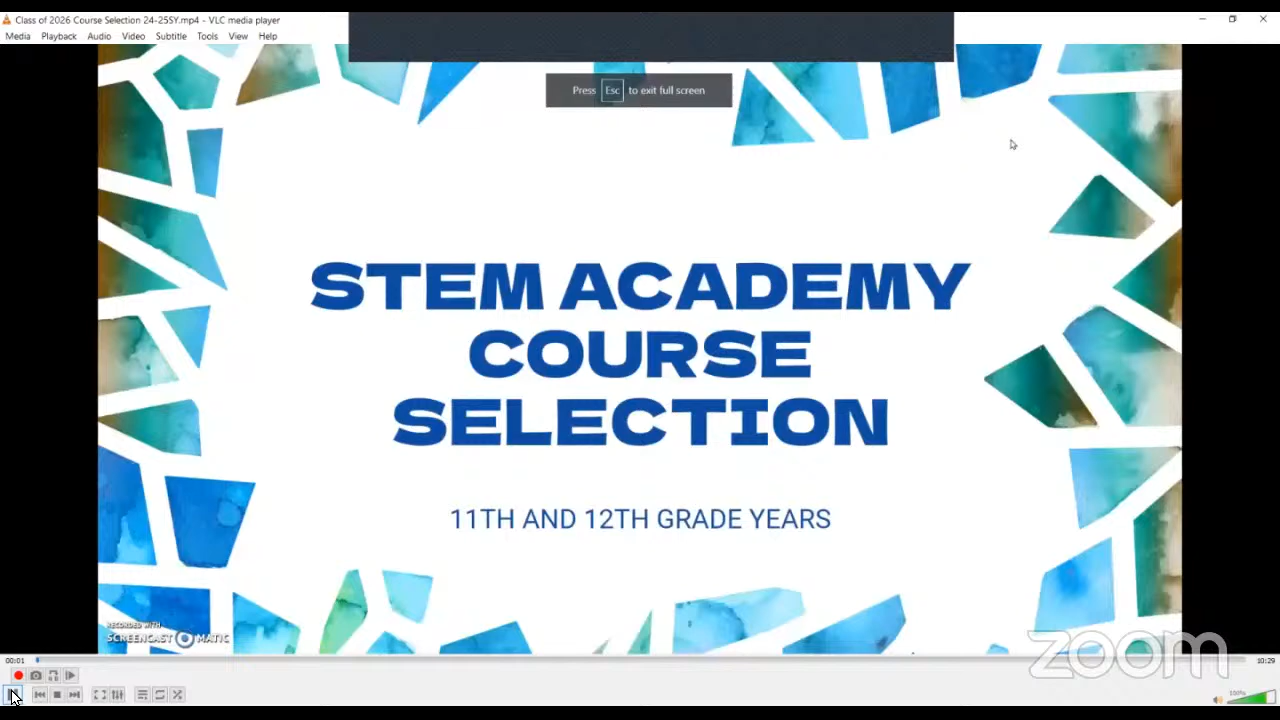 Class of 2026 Course Selection 24-25SY.mp4 - VLC media player
Media Playback Audio Video Subtitle Tools View Help
Press Esc to exit full screen
STEM ACADEMY
COURSE
SELECTION
11TH AND 12TH GRADE YEARS
RECORDED WITH
SCREENCAST MATIC
zoom
00:01
10:29
100%